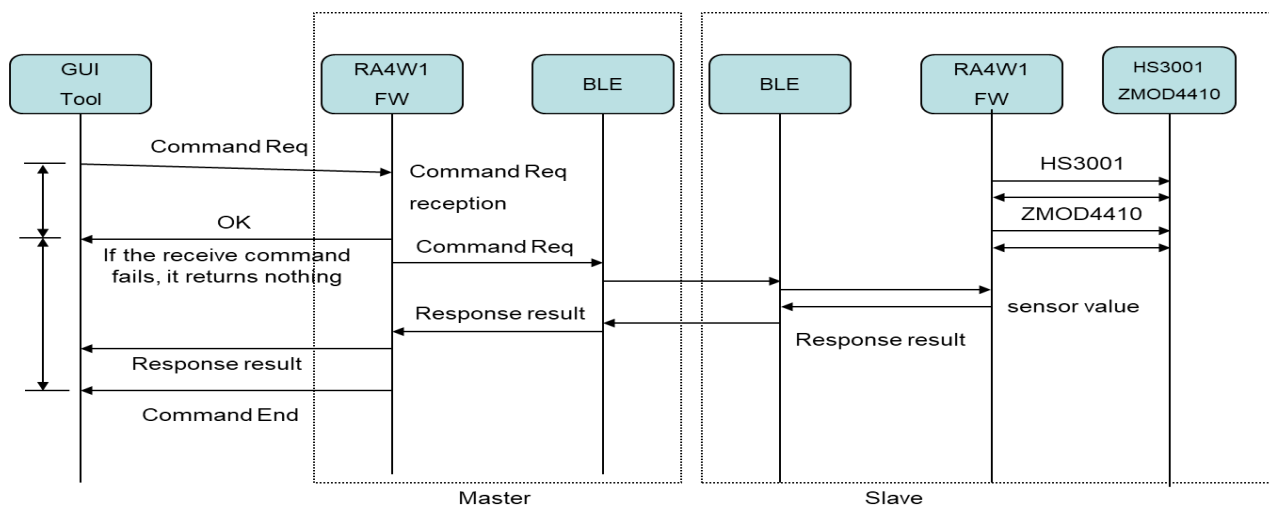 GUI
Tool
RA4W1
FW
BLE
BLE
RA4W1
FW
HS3001
ZMOD4410
Command Req
Command Req
reception
HS3001
OK
ZMOD4410
If the receive command
fails, it returns nothing
Command Req
Response result
sensor value
Response result
Response result
Command End
Master
Slave